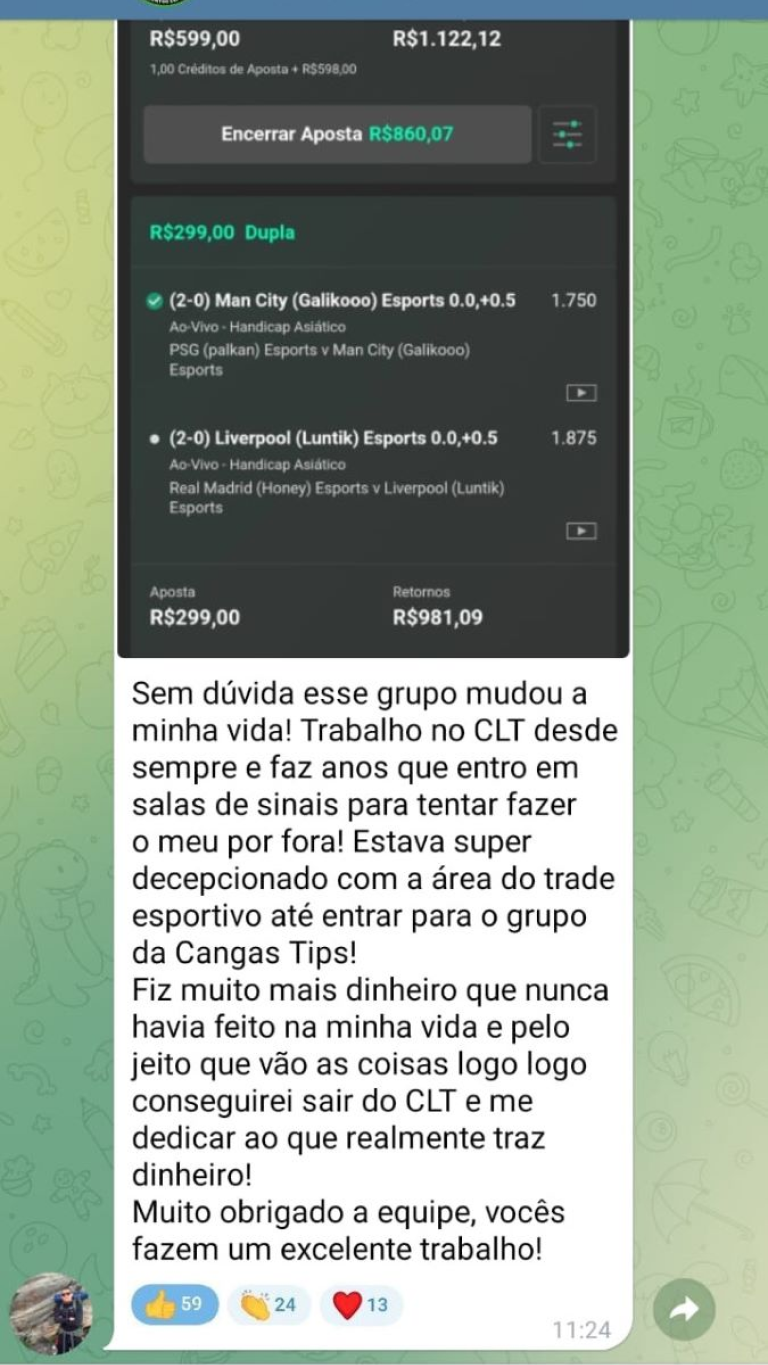 R$599,00 R$1.122,12
1,00 Créditos de Aposta + R$598,00
Encerrar Aposta R$860,07
R$299,00 Dupla
(2-0) Man City (Galikooo) Esports 0.0,+0.5 1.750
Ao-Vivo - Handicap Asiático
PSG (palkan) Esports v Man City (Galikooo)
Esports
(2-0) Liverpool (Luntik) Esports 0.0,+0.5 1.875
Ao-Vivo - Handicap Asiático
Real Madrid (Honey) Esports v Liverpool (Luntik)
Esports
Aposta Retornos
R$299,00 R$981,09
Sem dúvida esse grupo mudou a
minha vida! Trabalho no CLT desde
sempre e faz anos que entro em
salas de sinais para tentar fazer
o meu por fora! Estava super
decepcionado com a área do trade
esportivo até entrar para o grupo
da Cangas Tips!
Fiz muito mais dinheiro que nunca
havia feito na minha vida e pelo
jeito que vão as coisas logo logo
conseguirei sair do CLT e me
dedicar ao que realmente traz
dinheiro!
Muito obrigado a equipe, vocês
fazem um excelente trabalho!
59 24 13
11:24